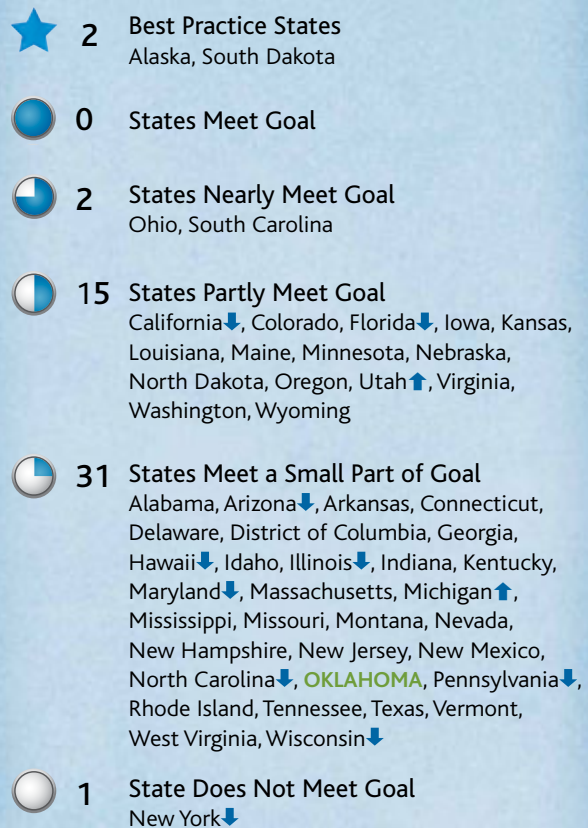 2 Best Practice States
Alaska, South Dakota
0 States Meet Goal
2 States Nearly Meet Goal
Ohio, South Carolina
15 States Partly Meet Goal
California⬇, Colorado, Florida⬇, Iowa, Kansas,
Louisiana, Maine, Minnesota, Nebraska,
North Dakota, Oregon, Utah⬆, Virginia,
Washington, Wyoming
31 States Meet a Small Part of Goal
Alabama, Arizona⬇, Arkansas, Connecticut,
Delaware, District of Columbia, Georgia,
Hawaii⬇, Idaho, Illinois⬇, Indiana, Kentucky,
Maryland⬇, Massachusetts, Michigan⬆,
Mississippi, Missouri, Montana, Nevada,
New Hampshire, New Jersey, New Mexico,
North Carolina⬇, OKLAHOMA, Pennsylvania⬇,
Rhode Island, Tennessee, Texas, Vermont,
West Virginia, Wisconsin⬇
1 State Does Not Meet Goal
New York⬇